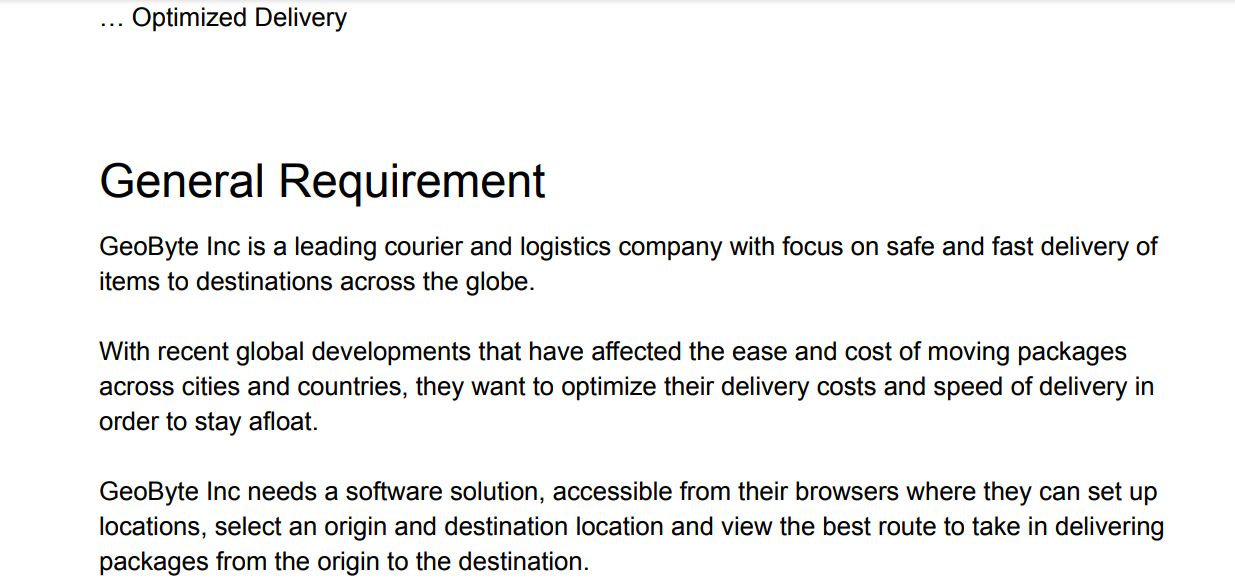 … Optimized Delivery
General Requirement
GeoByte Inc is a leading courier and logistics company with focus on safe and fast delivery of
items to destinations across the globe.
With recent global developments that have affected the ease and cost of moving packages
across cities and countries, they want to optimize their delivery costs and speed of delivery in
order to stay afloat.
GeoByte Inc needs a software solution, accessible from their browsers where they can set up
locations, select an origin and destination location and view the best route to take in delivering
packages from the origin to the destination.